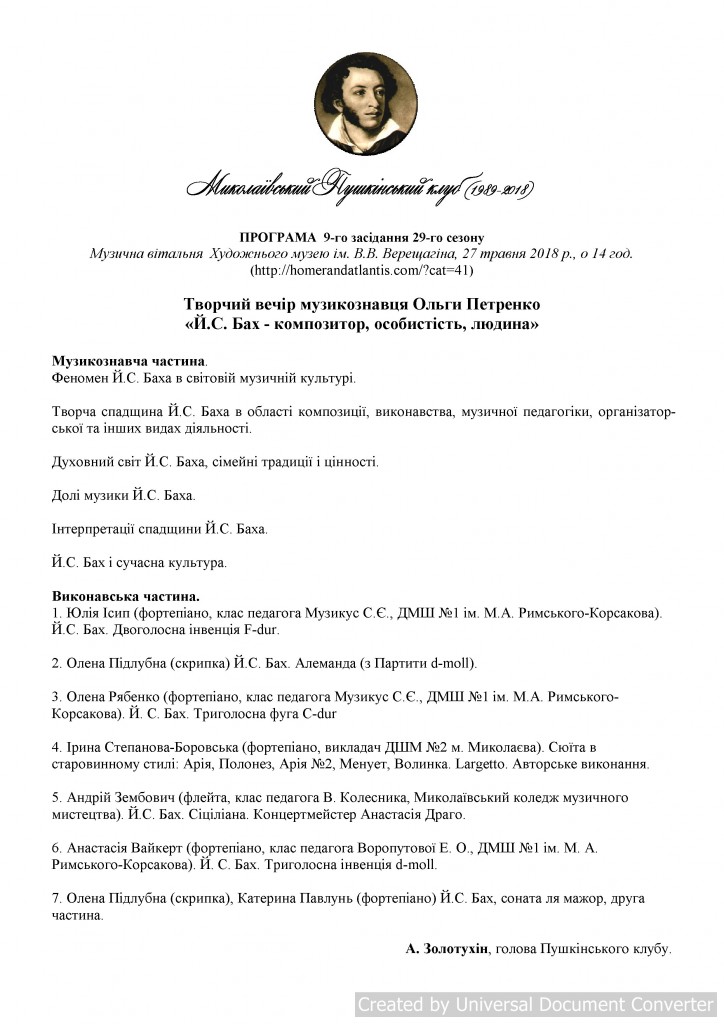 Миколаївський Пушкінський клуб (1989-2018)
ПРОГРАМА 9-го засідання 29-го сезону
Музична вітальня Художнього музею ім. В.В. Верещагіна, 27 травня 2018 р., о 14 год.
(http://homerandatlantis.com/?cat=41)
Творчий вечір музикознавця Ольги Петренко
«Й.С. Бах - композитор, особистість, людина»
Музикознавча частина.
Феномен Й.С. Баха в світовій музичній культурі.
Творча спадщина Й.С. Баха в області композиції, виконавства, музичної педагогіки, організатор-
ської та інших видах діяльності.
Духовний світ Й.С. Баха, сімейні традиції і цінності.
Долі музики Й.С. Баха.
Інтерпретації спадщини Й.С. Баха.
Й.С. Бах і сучасна культура.
Виконавська частина.
1. Юлія Ісип (фортепіано, клас педагога Музикус С.Є., ДМШ №1 ім. М.А. Римського-Корсакова).
Й.С. Бах. Двоголосна інвенція F-dur.
2. Олена Підлубна (скрипка) Й.С. Бах. Алеманда (з Партити d-moll).
3. Олена Рябенко (фортепіано, клас педагога Музикус С.Є., ДМШ №1 ім. М.А. Римського-
Корсакова). Й. С. Бах. Триголосна фуга C-dur
4. Ірина Степанова-Боровська (фортепіано, викладач ДШМ №2 м. Миколаєва). Сюїта в
старовинному стилі: Арія, Полонез, Арія №2, Менует, Волинка. Largetto. Авторське виконання.
5. Андрій Зембович (флейта, клас педагога В. Колесника, Миколаївський коледж музичного
мистецтва). Й.С. Бах. Сіціліана. Концертмейстер Анастасія Драго.
6. Анастасія Вайкерт (фортепіано, клас педагога Воропутової Е. О., ДМШ №1 ім. М. А.
Римського-Корсакова). Й. С. Бах. Триголосна інвенція d-moll.
7. Олена Підлубна (скрипка), Катерина Павлунь (фортепіано) Й.С. Бах, соната ля мажор, друга
частина.
А. Золотухін, голова Пушкінського клубу.
Created by Universal Document Converter